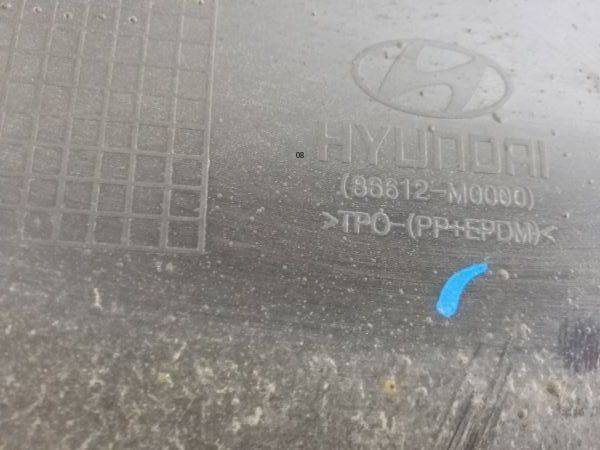 HYUNDAI
08
(86612-M0000)
>TPO-(PP+EPDM)<